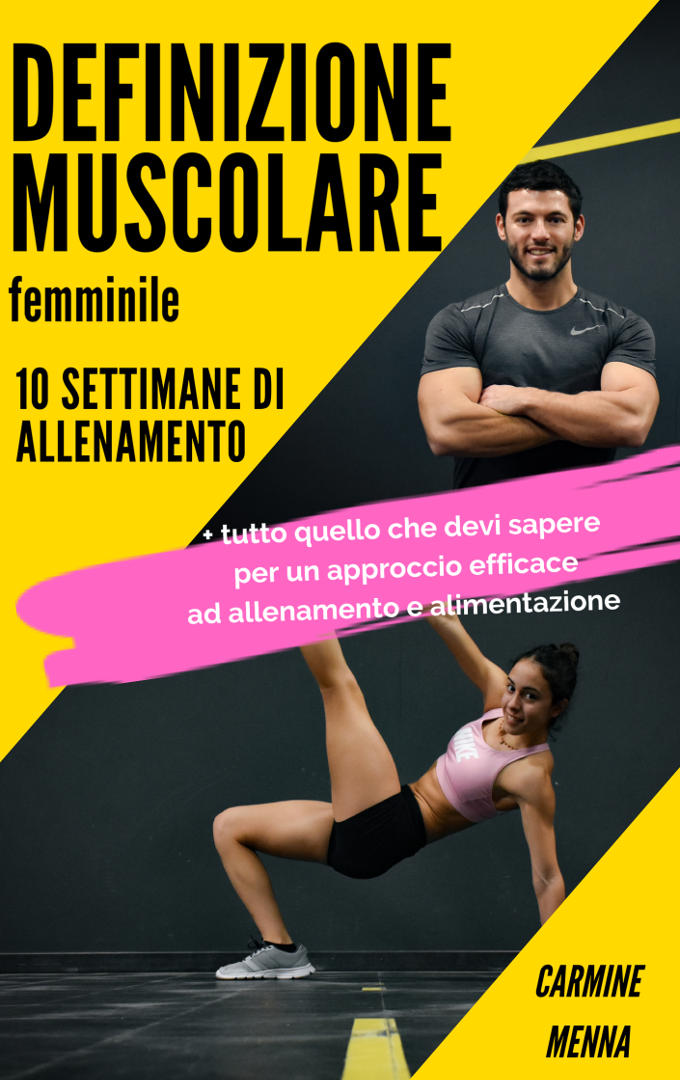 DEFINIZIONE
MUSCOLARE
femminile
10 SETTIMANE DI
ALLENAMENTO
+ tutto quello che devi sapere
per un approccio efficace
ad allenamento e alimentazione
NIKE
CARMINE
MENNA